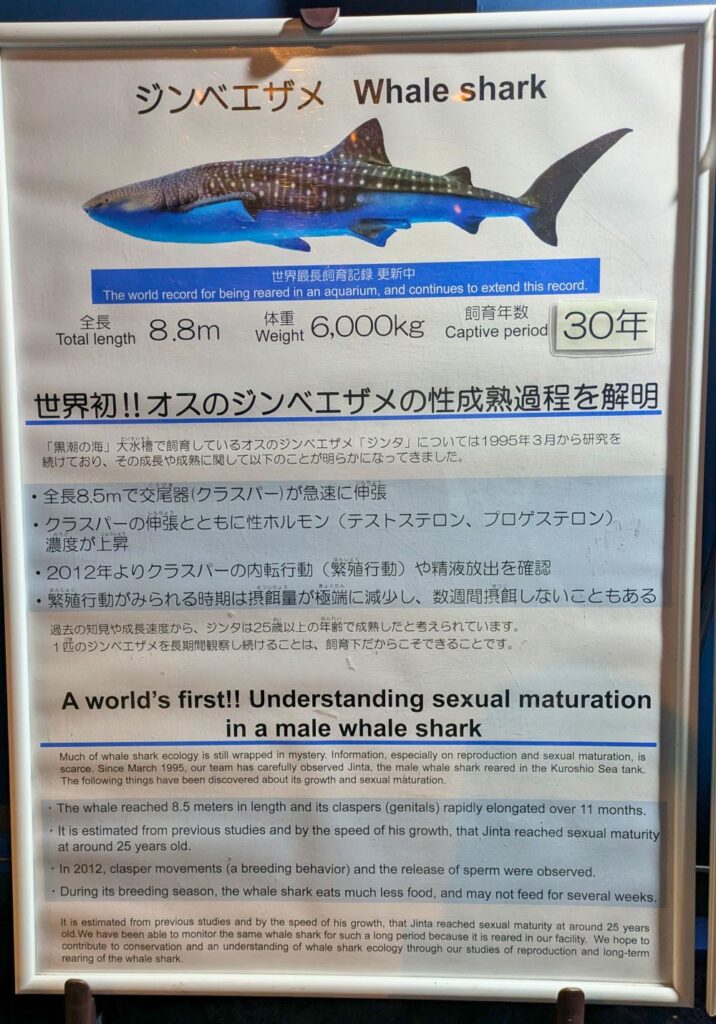 ジンベエザメ Whale shark
世界最長飼育記録 更新中
The world record for being reared in an aquarium, and continues to extend this record.
全長 Total length 8.8m 体重 Weight 6,000kg 飼育年数 Captive period 30年
世界初!!オスのジンベエザメの性成熟過程を解明
「黒潮の海」大水槽で飼育しているオスのジンベエザメ「ジンタ」については1995年3月から研究を
続けており、その成長や成熟に関して以下のことが明らかになってきました。
・全長8.5mで交尾器(クラスパー)が急速に伸張
・クラスパーの伸張とともに性ホルモン（テストステロン、プロゲステロン）
濃度が上昇
・2012年よりクラスパーの内転行動（繁殖行動）や精液放出を確認
・繁殖行動がみられる時期は摂餌量が極端に減少し、数週間摂餌しないこともある
過去の知見や成長速度から、ジンタは25歳以上の年齢で成熟したと考えられています。
1匹のジンベエザメを長期間観察し続けることは、飼育下だからこそできることです。
A world's first!! Understanding sexual maturation
in a male whale shark
Much of whale shark ecology is still wrapped in mystery. Information, especially on reproduction and sexual maturation, is
scarce. Since March 1995, our team has carefully observed Jinta, the male whale shark reared in the Kuroshio Sea tank.
The following things have been discovered about its growth and sexual maturation.
・The whale reached 8.5 meters in length and its claspers (genitals) rapidly elongated over 11 months.
・It is estimated from previous studies and by the speed of his growth, that Jinta reached sexual maturity
at around 25 years old.
・In 2012, clasper movements (a breeding behavior) and the release of sperm were observed.
・During its breeding season, the whale shark eats much less food, and may not feed for several weeks.
It is estimated from previous studies and by the speed of his growth, that Jinta reached sexual maturity at around 25 years
old.We have been able to monitor the same whale shark for such a long period because it is reared in our facility. We hope to
contribute to conservation and an understanding of whale shark ecology through our studies of reproduction and long-term
rearing of the whale shark.